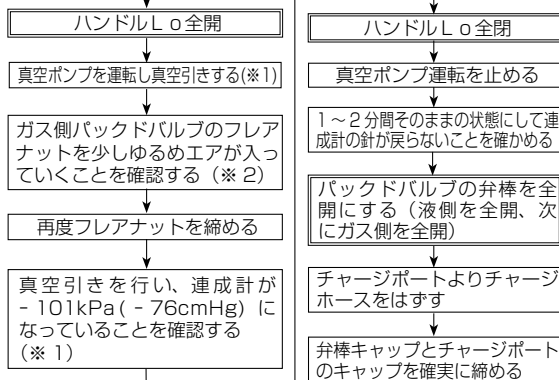 ハンドルLo全開
真空ポンプを運転し真空引きする(※1)
ガス側パックドバルブのフレア
ナットを少しゆるめエアが入っ
ていくことを確認する（※2）
再度フレアナットを締める
真空引きを行い、連成計が
-101kPa(-76cmHg)に
なっていることを確認する
（※1）
ハンドルLo全閉
真空ポンプ運転を止める
1～2分間そのままの状態にして連
成計の針が戻らないことを確かめる
パックドバルブの弁棒を全
開にする（液側を全開、次
にガス側を全開）
チャージポートよりチャージ
ホースをはずす
弁棒キャップとチャージポート
のキャップを確実に締める